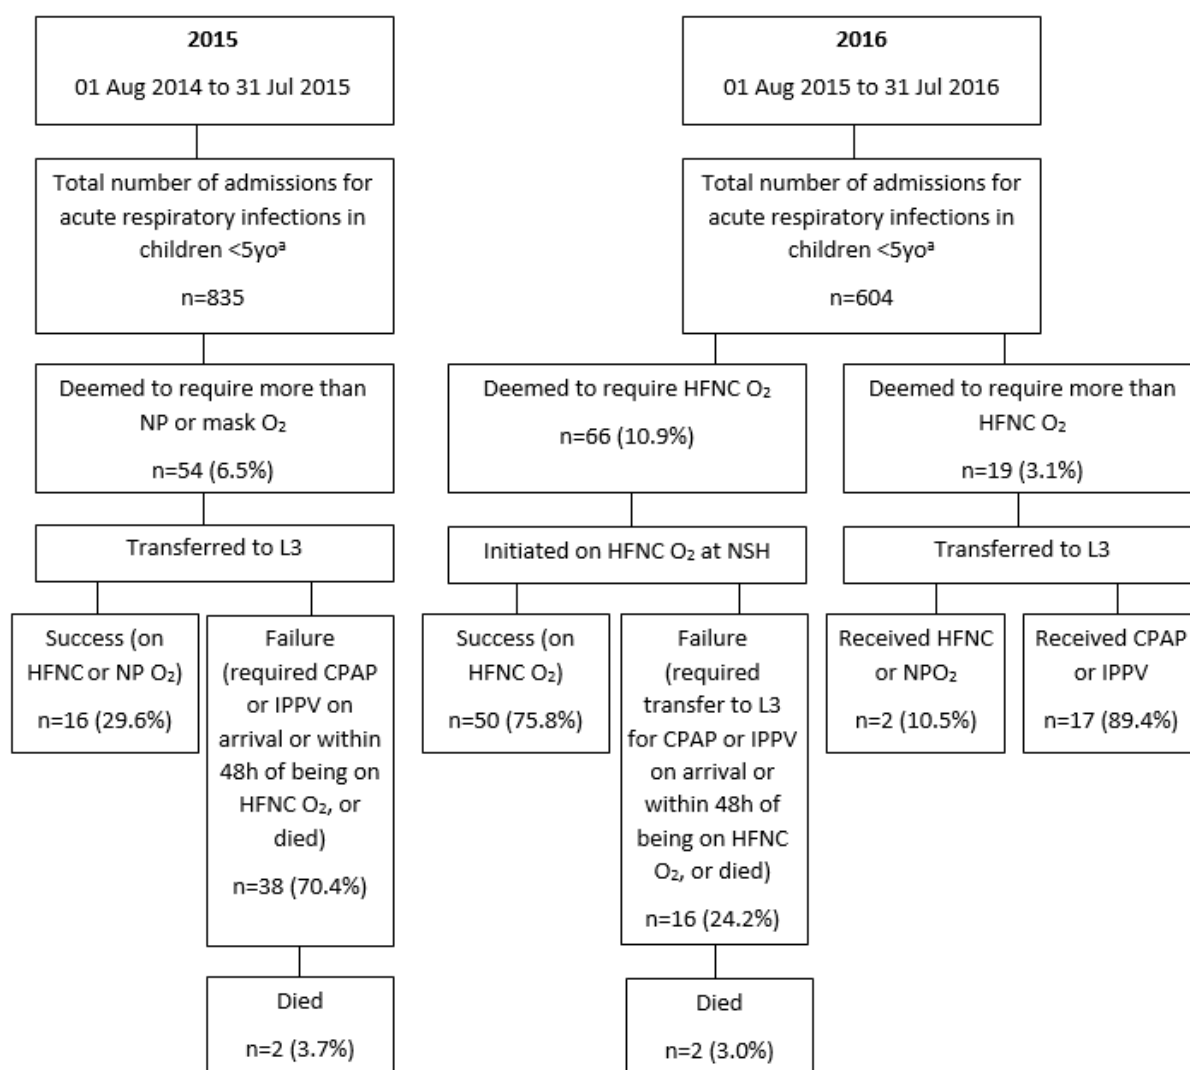 2015
01 Aug 2014 to 31 Jul 2015
Total number of admissions for
acute respiratory infections in
children <5yoª
n=835
Deemed to require more than
NP or mask O₂
n=54 (6.5%)
Transferred to L3
Success (on
HFNC or NP O₂)
n=16 (29.6%)
Failure
(required CPAP
or IPPV on
arrival or within
48h of being on
HFNC O₂, or
died)
n=38 (70.4%)
Died
n=2 (3.7%)
2016
01 Aug 2015 to 31 Jul 2016
Total number of admissions for
acute respiratory infections in
children <5yoª
n=604
Deemed to require HFNC O₂
n=66 (10.9%)
Initiated on HFNC O₂ at NSH
Success (on
HFNC O₂)
n=50 (75.8%)
Failure
(required
transfer to L3
for CPAP or IPPV
on arrival or
within 48h of
being on HFNC
O₂, or died)
n=16 (24.2%)
Died
n=2 (3.0%)
Deemed to require more than
HFNC O₂
n=19 (3.1%)
Transferred to L3
Received HFNC
or NPO₂
n=2 (10.5%)
Received CPAP
or IPPV
n=17 (89.4%)